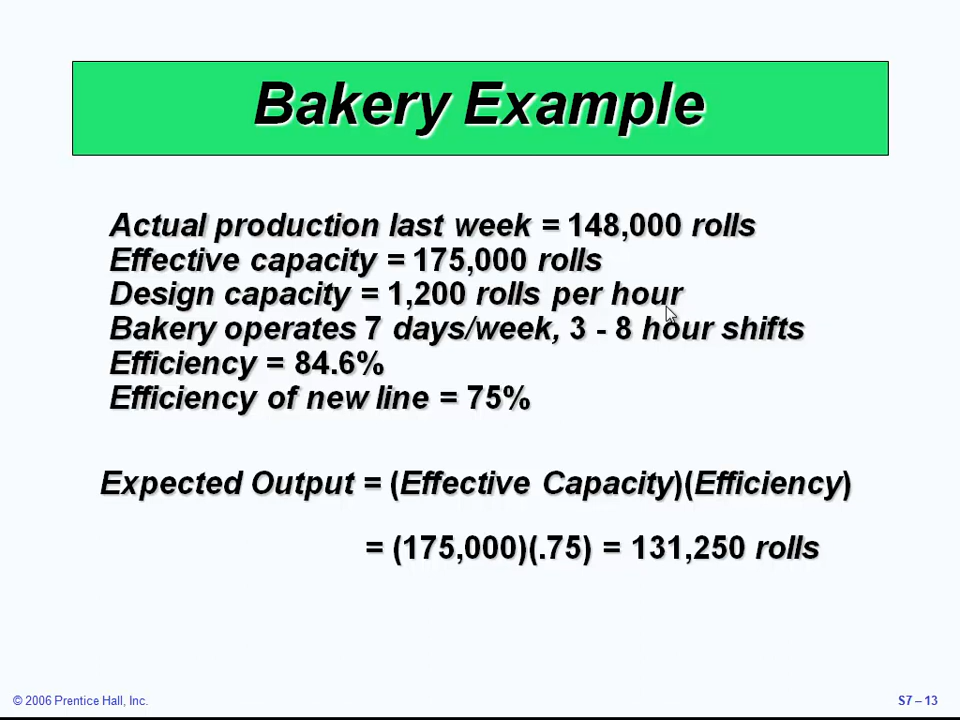 Bakery Example
Actual production last week = 148,000 rolls
Effective capacity = 175,000 rolls
Design capacity = 1,200 rolls per hour
Bakery operates 7 days/week, 3 - 8 hour shifts
Efficiency = 84.6%
Efficiency of new line = 75%
Expected Output = (Effective Capacity)(Efficiency)
= (175,000)(.75) = 131,250 rolls
© 2006 Prentice Hall, Inc.
S7 – 13